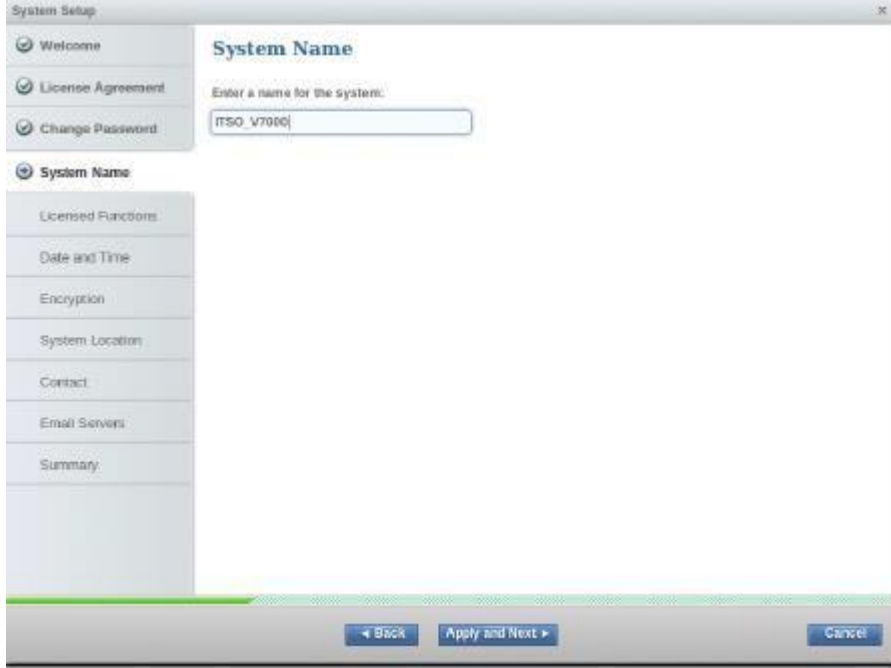 System Setup
Welcome
License Agreement
Change Password
System Name
Licensed Functions
Date and Time
Encryption
System Location
Contact
Email Servers
Summary
System Name
Enter a name for the system:
ITSO_V7000
Back
Apply and Next
Cancel